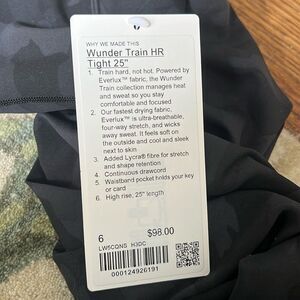 WHY WE MADE THIS
Wunder Train HR
Tight 25"
1. Train hard, not hot. Powered by
Everlux™ fabric, the Wunder
Train collection manages heat
and sweat so you stay
comfortable and focused
2. Our fastest drying fabric,
Everlux™ is ultra-breathable,
four-way stretch, and wicks
away sweat. It feels soft on
the outside and cool and sleek
next to skin
3. Added Lycra® fibre for stretch
and shape retention
4. Continuous drawcord
5. Waistband pocket holds your key
or card
6. High rise, 25" length
6 $98.00
LW5CQNS H3DC
000124926191